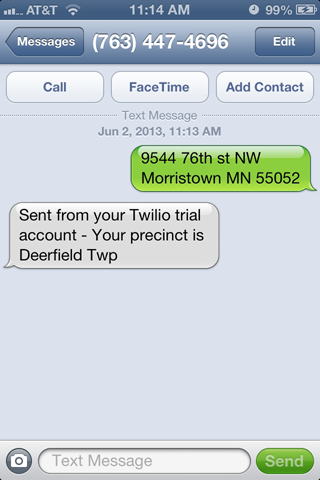 AT&T 11:14 AM 99%
Messages (763) 447-4696 Edit
Call FaceTime Add Contact
Text Message
Jun 2, 2013, 11:13 AM
9544 76th st NW
Morristown MN 55052
Sent from your Twilio trial
account - Your precinct is
Deerfield Twp
Text Message Send